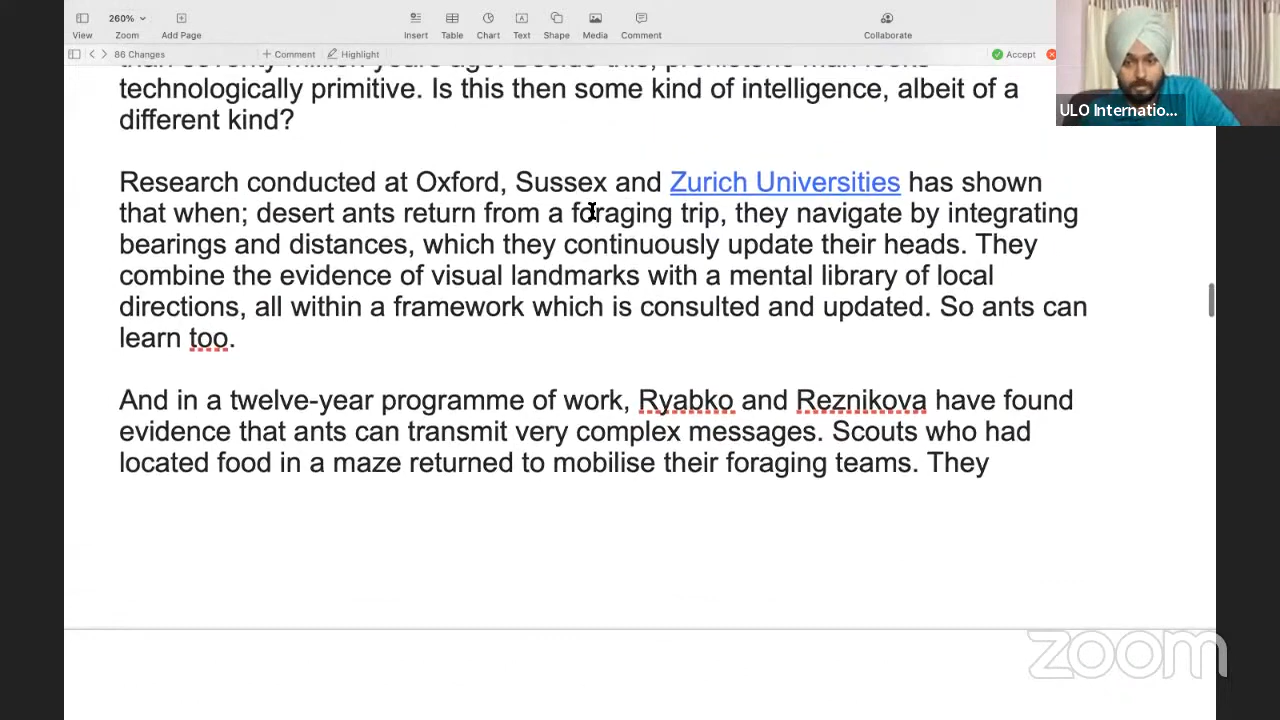 260%
View
Zoom
Add Page
Insert
Table
Chart
Text
Shape
Media
Comment
Collaborate
86 Changes
Comment
Highlight
Accept
ULO Internatio...
technologically primitive. Is this then some kind of intelligence, albeit of a
different kind?
Research conducted at Oxford, Sussex and Zurich Universities has shown
that when; desert ants return from a foraging trip, they navigate by integrating
bearings and distances, which they continuously update their heads. They
combine the evidence of visual landmarks with a mental library of local
directions, all within a framework which is consulted and updated. So ants can
learn too.
And in a twelve-year programme of work, Ryabko and Reznikova have found
evidence that ants can transmit very complex messages. Scouts who had
located food in a maze returned to mobilise their foraging teams. They
zoom